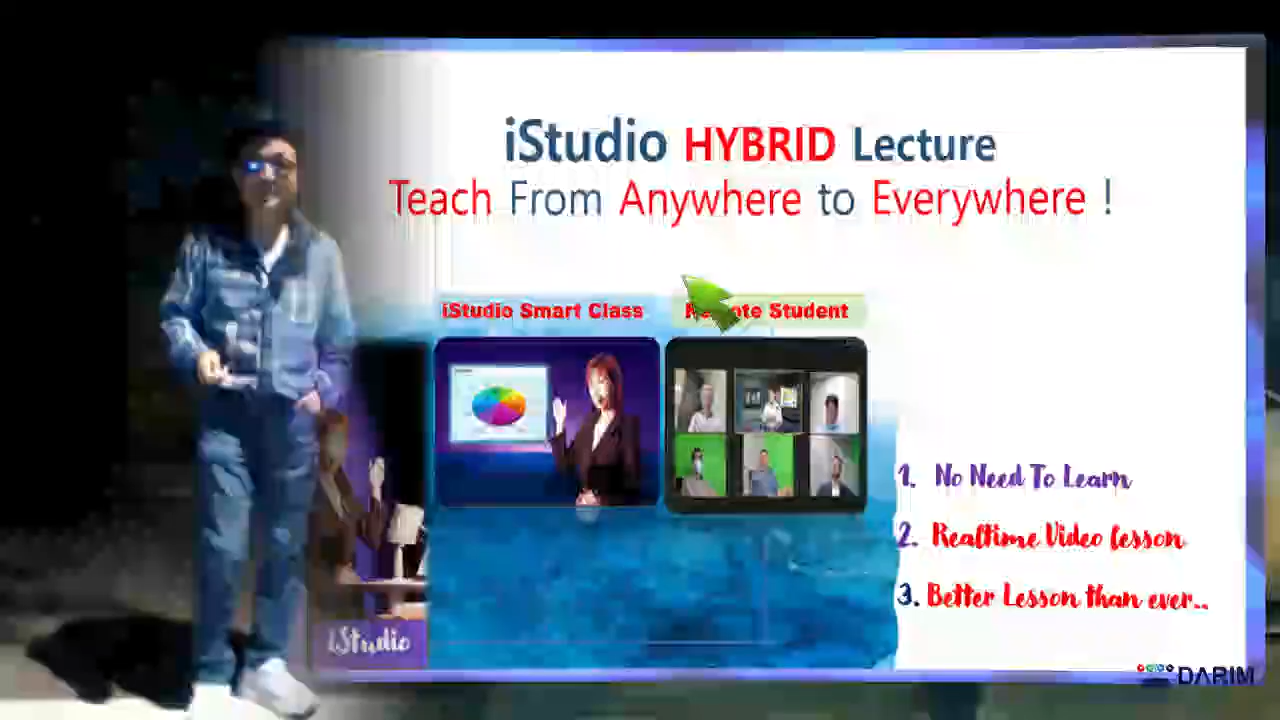 iStudio HYBRID Lecture
Teach From Anywhere to Everywhere !
iStudio Smart Class
Student
1. No Need To Learn
2. Realtime Video lesson
3. Better Lesson than ever..
iStudio
DARIM